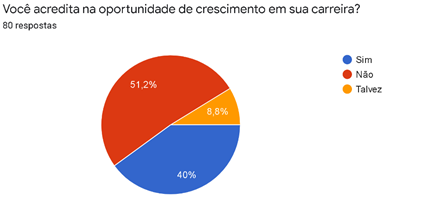 Você acredita na oportunidade de crescimento em sua carreira?
80 respostas
Sim
Não
Talvez
51,2%
8,8%
40%